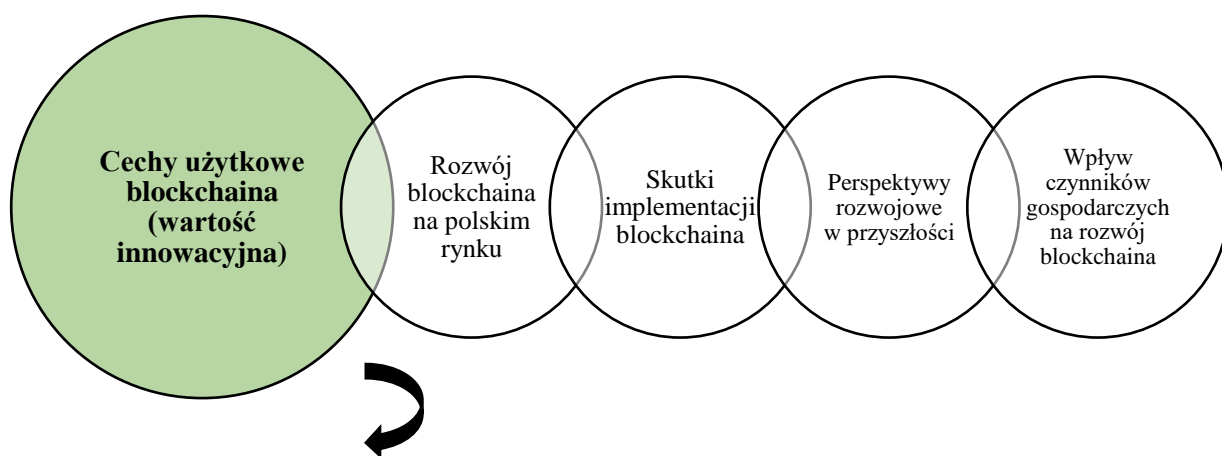 Cechy użytkowe
blockchaina
(wartość
innowacyjna)
Rozwój
blockchaina
na polskim
rynku
Skutki
implementacji
blockchaina
Perspektywy
rozwojowe
w przyszłości
Wpływ
czynników
gospodarczych
na rozwój
blockchaina